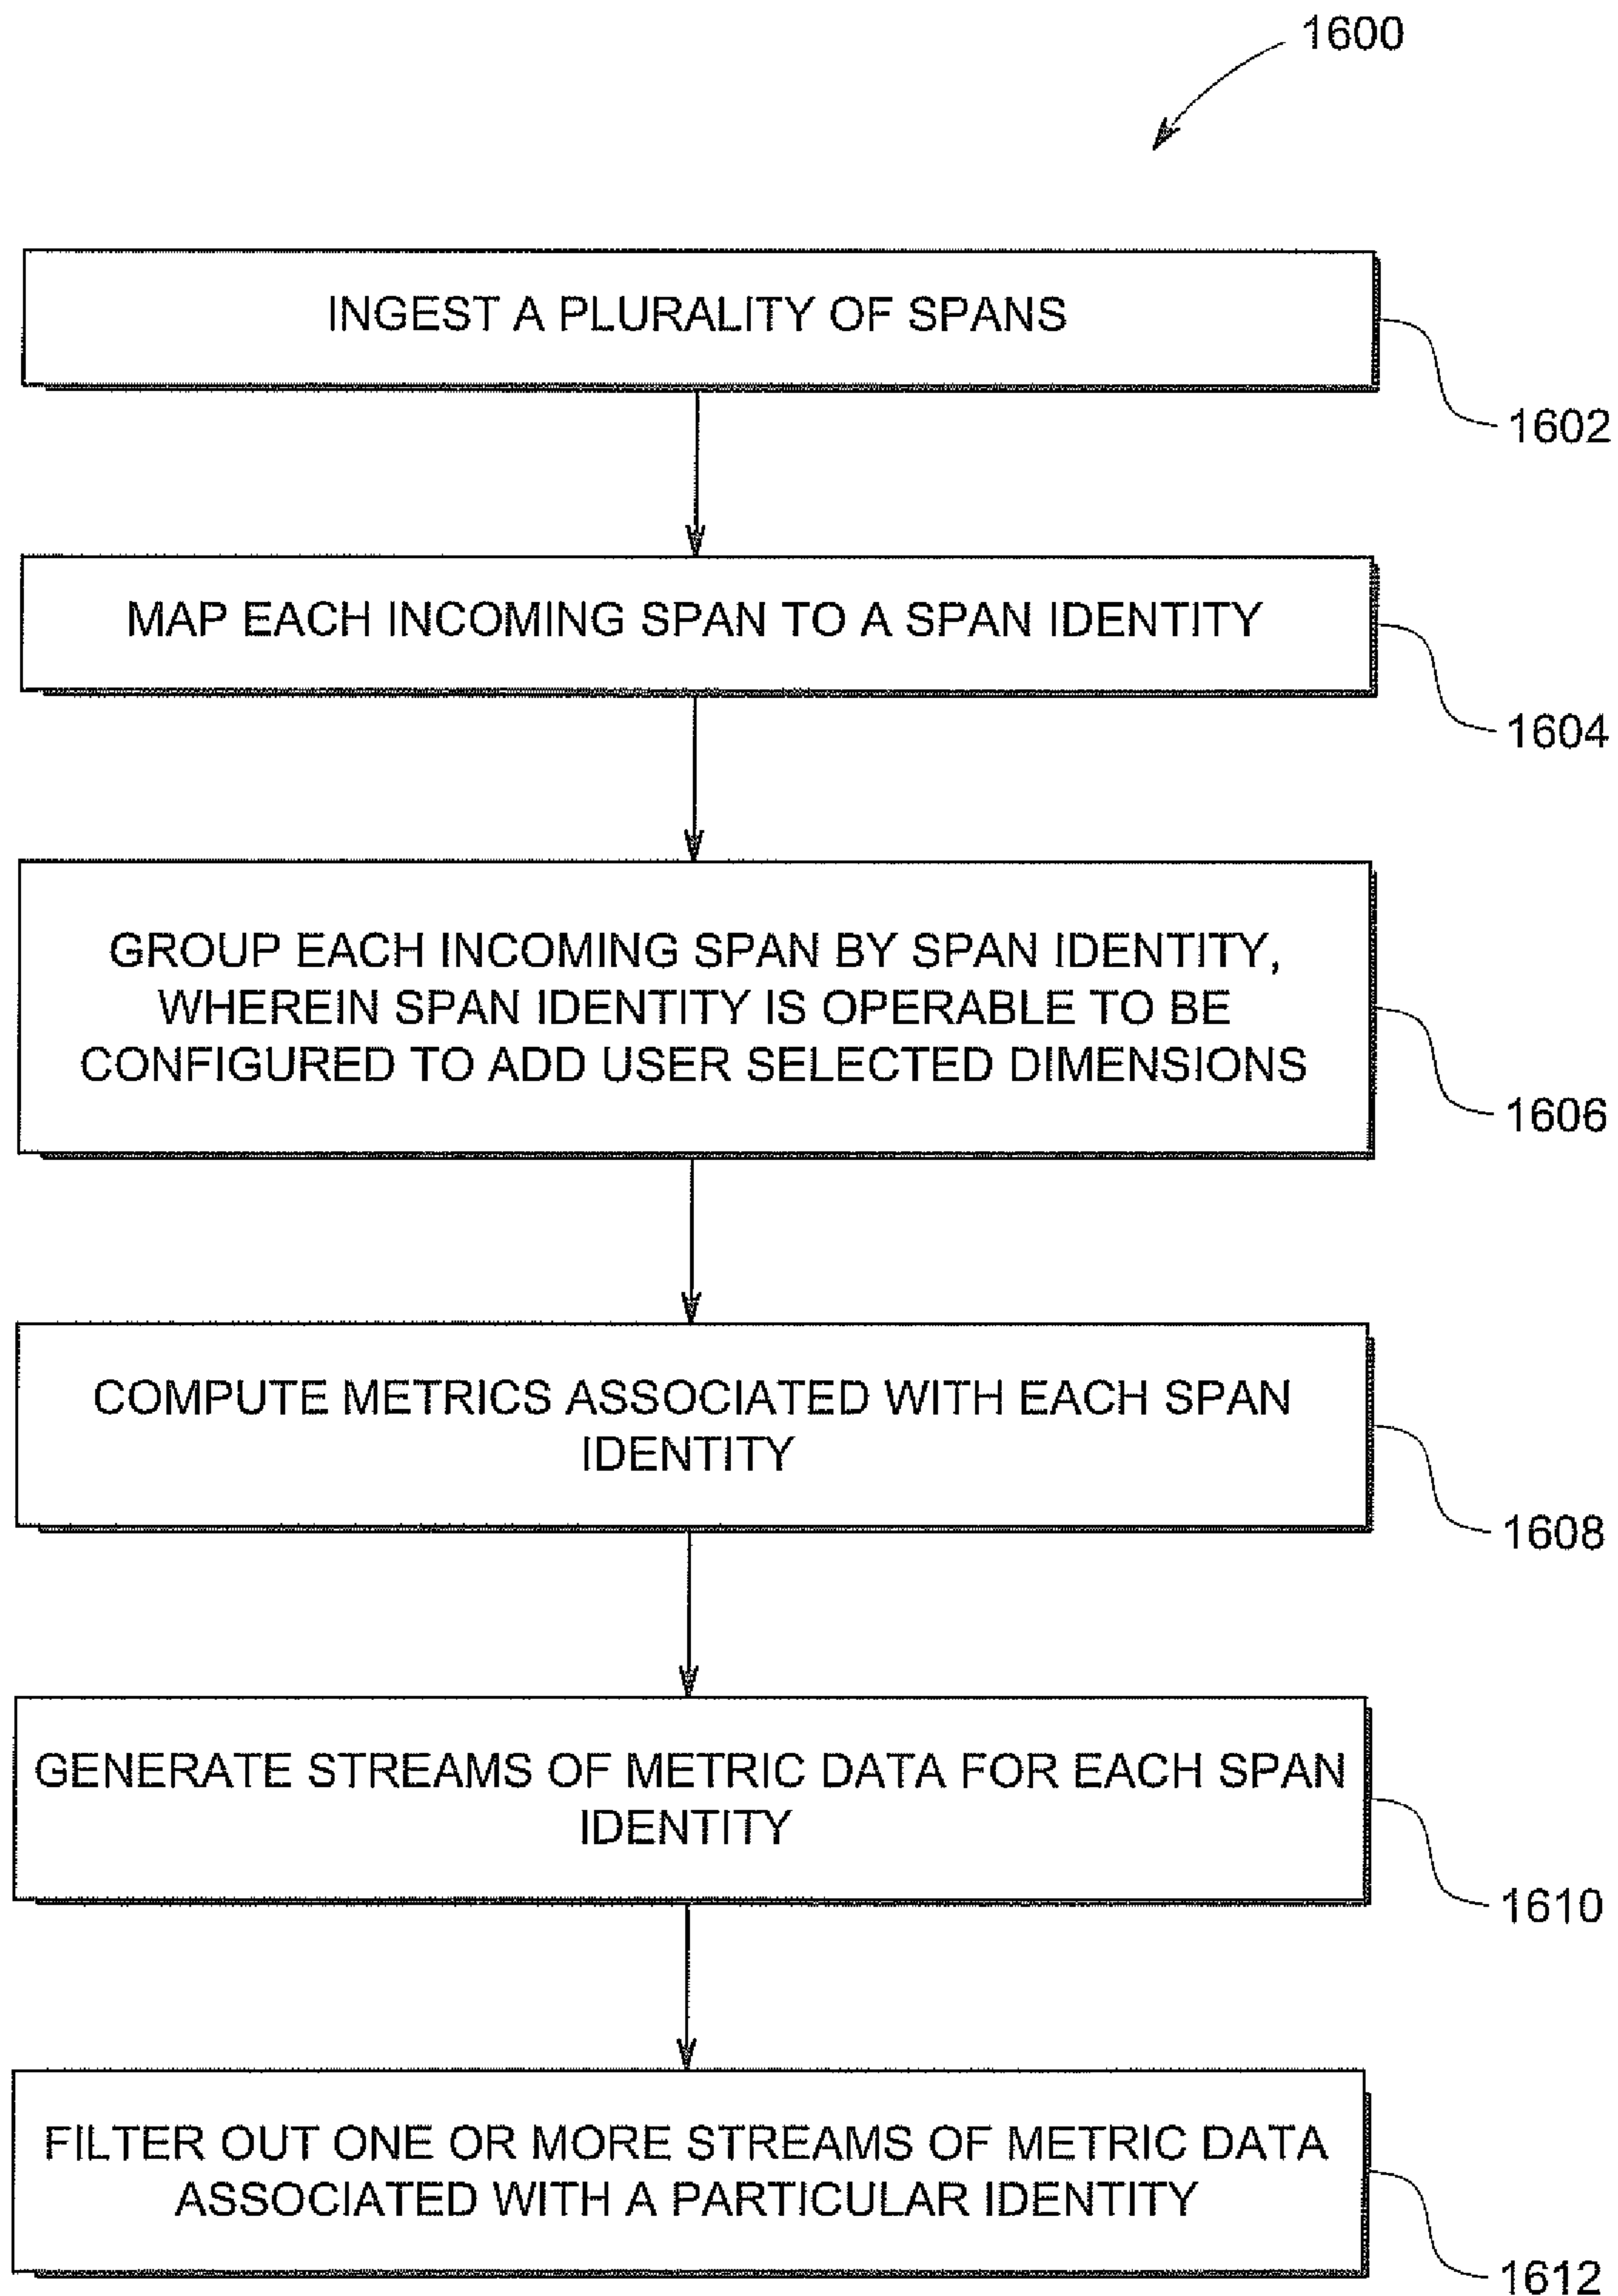 1600
INGEST A PLURALITY OF SPANS
1602
MAP EACH INCOMING SPAN TO A SPAN IDENTITY
1604
GROUP EACH INCOMING SPAN BY SPAN IDENTITY,
WHEREIN SPAN IDENTITY IS OPERABLE TO BE
CONFIGURED TO ADD USER SELECTED DIMENSIONS
1606
COMPUTE METRICS ASSOCIATED WITH EACH SPAN
IDENTITY
1608
GENERATE STREAMS OF METRIC DATA FOR EACH SPAN
IDENTITY
1610
FILTER OUT ONE OR MORE STREAMS OF METRIC DATA
ASSOCIATED WITH A PARTICULAR IDENTITY
1612